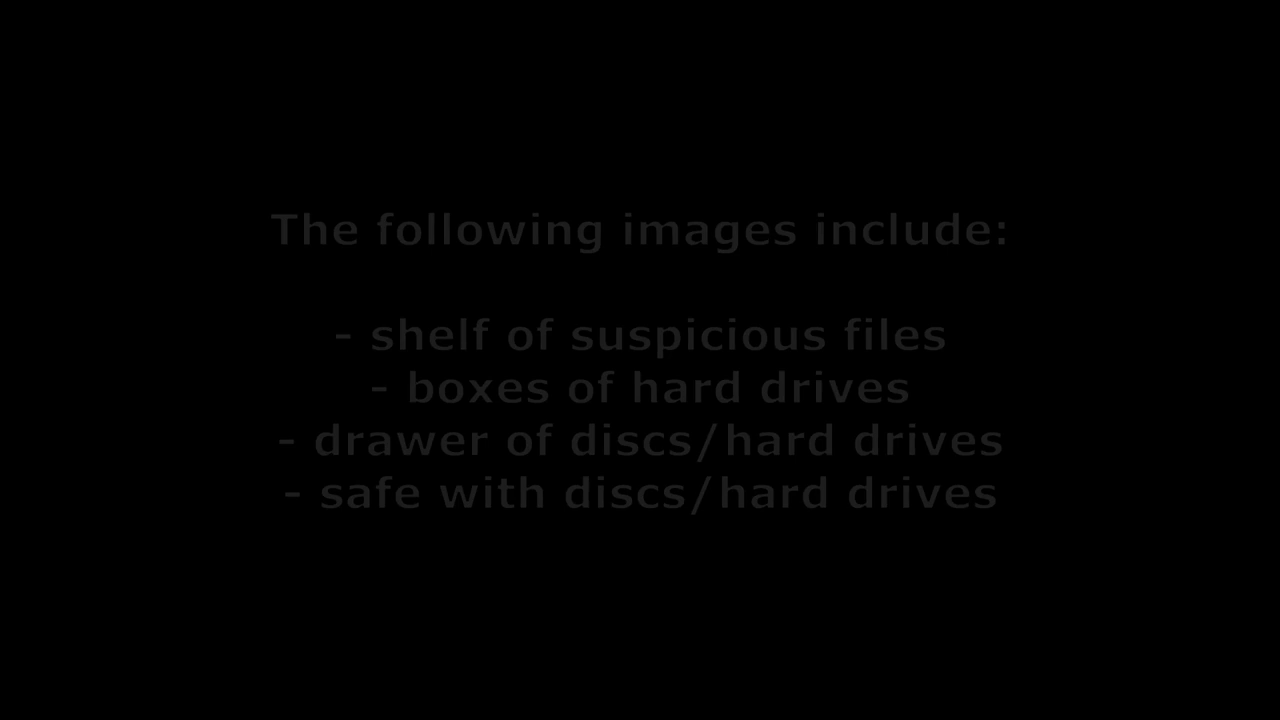 The following images include:
- shelf of suspicious files
- boxes of hard drives
- drawer of discs/hard drives
- safe with discs/hard drives